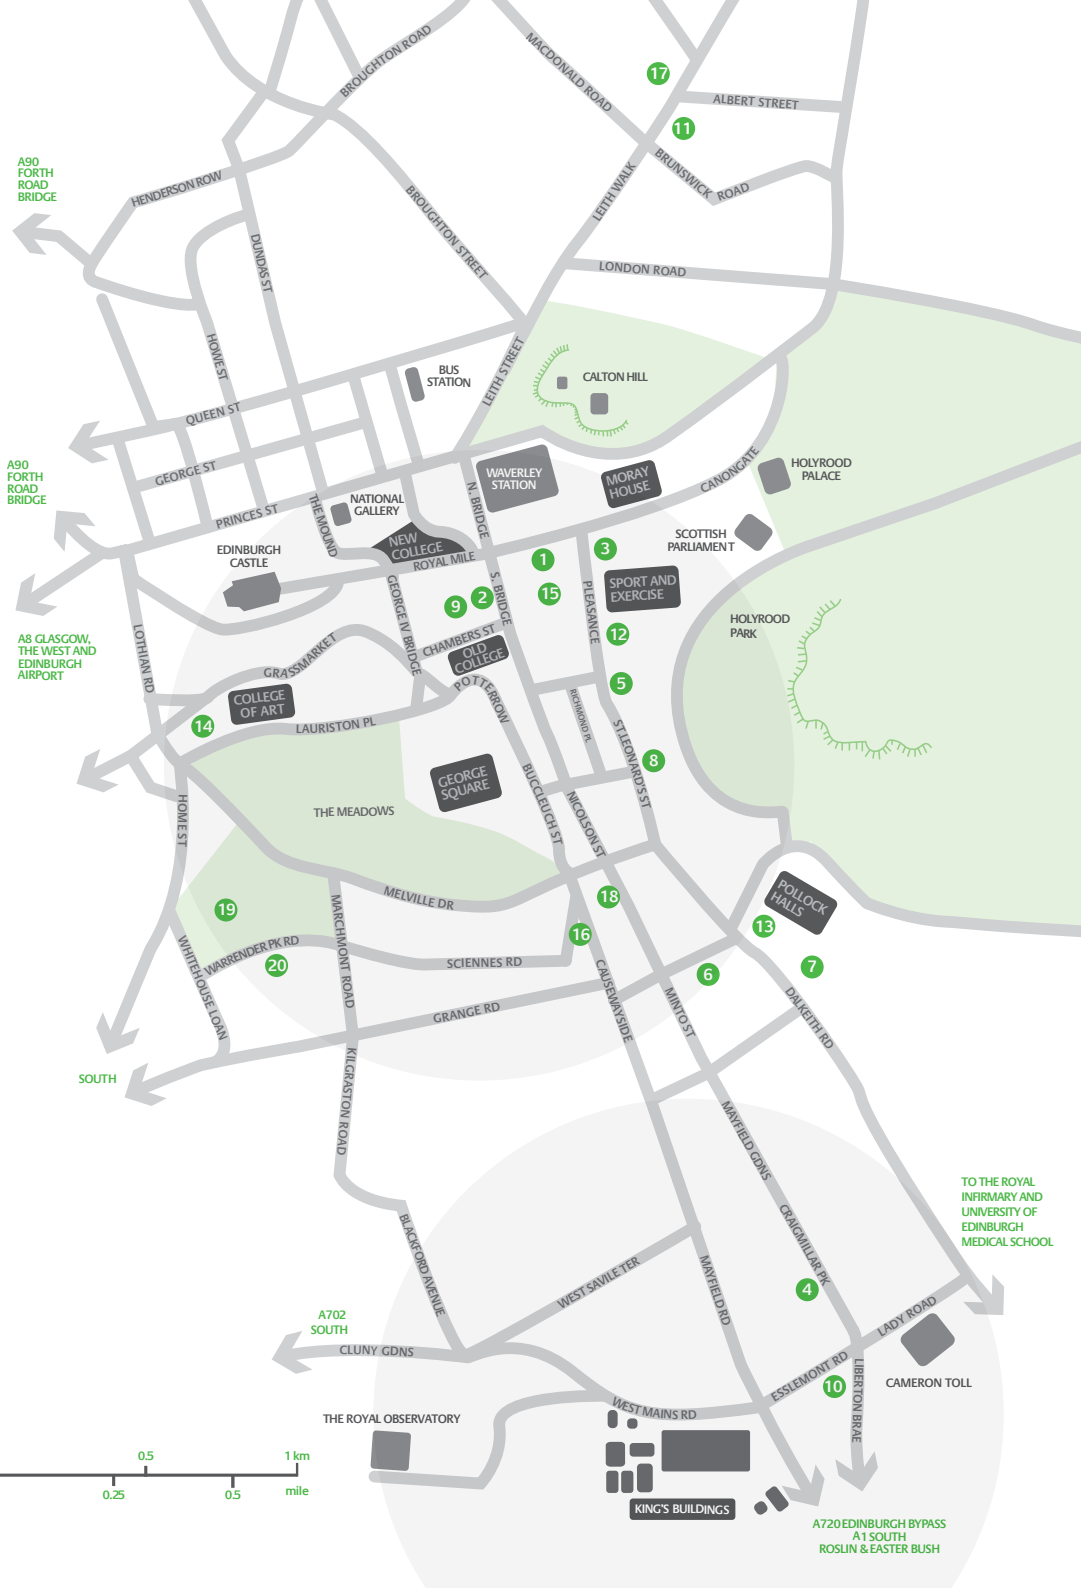 BROUGHTON ROAD
MACDONALD ROAD
17
ALBERT STREET
11
BRUNSWICK
ROAD
A90
FORTH
ROAD
BRIDGE
HENDERSON ROW
LEITH WALK
BROUGHTON STREET
DUNDAS ST
LONDON ROAD
HOWE ST
LEITH STREET
BUS
STATION
CALTON HILL
QUEEN ST
A90
FORTH
ROAD
BRIDGE
GEORGE ST
WAVERLEY
STATION
MORAY
HOUSE
CANONGATE
HOLYROOD
PALACE
N. BRIDGE
THE MOUND
NATIONAL
GALLERY
PRINCES ST
NEW
COLLEGE
SCOTTISH
PARLIAMENT
EDINBURGH
CASTLE
ROYAL MILE
1
3
SPORT AND
EXERCISE
S. BRIDGE
GEORGE IV BRIDGE
PLEASANCE
9
2
15
12
HOLYROOD
PARK
A8 GLASGOW,
THE WEST AND
EDINBURGH
AIRPORT
LOTHIAN RD
CHAMBERS ST
OLD
COLLEGE
GRASSMARKET
5
POTTERROW
RICHMOND PL
COLLEGE
OF ART
14
LAURISTON PL
ST.LEONARD'S ST
8
GEORGE
SQUARE
BUCCLEUCH ST
NICOLSON ST
THE MEADOWS
HOME ST
MELVILLE DR
18
POLLOCK
HALLS
19
MARCHMONT ROAD
13
16
WHITEHOUSE LOAN
WARRENDER PK RD
20
SCIENNES RD
CAUSEWAYSIDE
6
7
MINTO ST
DALKEITH RD
GRANGE RD
SOUTH
KILGRASTON ROAD
MAYFIELD GDNS
TO THE ROYAL
INFIRMARY AND
UNIVERSITY OF
EDINBURGH
MEDICAL SCHOOL
BLACKFORD AVENUE
CRAIGMILLAR PK
WEST SAVILE TER
MAYFIELD RD
4
A702
SOUTH
CLUNY GDNS
LADY ROAD
ESSLEMONT RD
10
LIBERTON BRAE
CAMERON TOLL
WEST MAINS RD
THE ROYAL OBSERVATORY
0.5
1 km
0.25
0.5
mile
KING'S BUILDINGS
A720 EDINBURGH BYPASS
A1 SOUTH
ROSLIN & EASTER BUSH